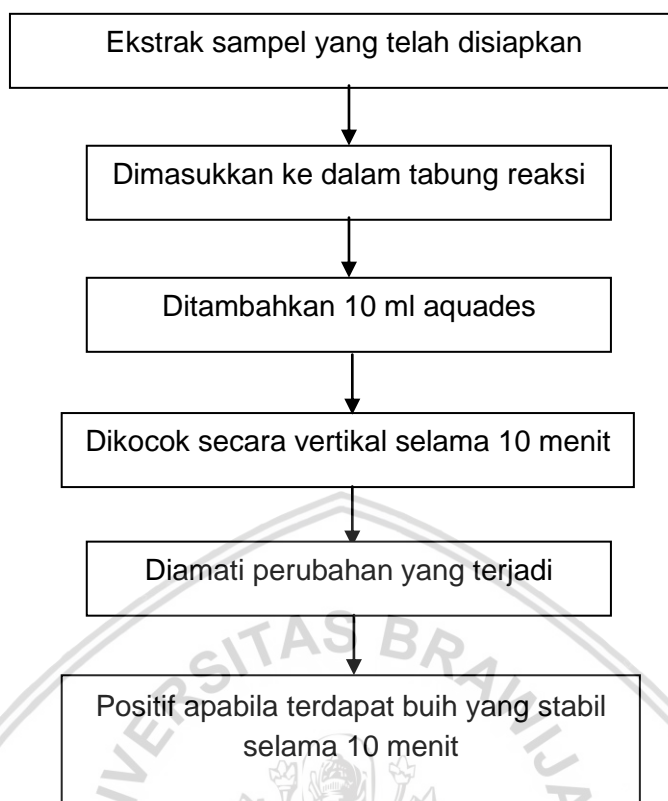 Ekstrak sampel yang telah disiapkan
Dimasukkan ke dalam tabung reaksi
Ditambahkan 10 ml aquades
Dikocok secara vertikal selama 10 menit
Diamati perubahan yang terjadi
Positif apabila terdapat buih yang stabil
selama 10 menit